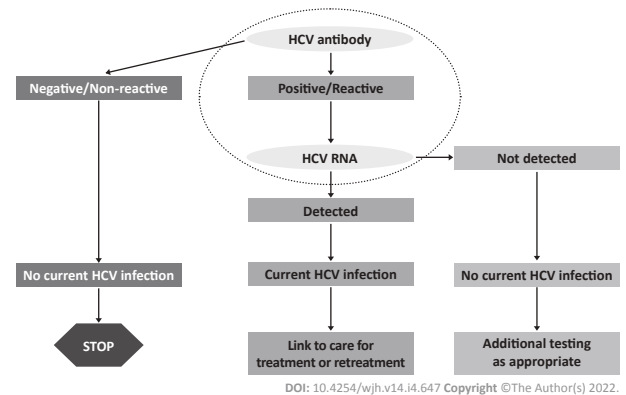 HCV antibody
Negative/Non-reactive
Positive/Reactive
HCV RNA
Not detected
Detected
No current HCV infection
Current HCV infection
No current HCV infection
STOP
Link to care for
treatment or retreatment
Additional testing
as appropriate
DOI: 10.4254/wjh.v14.i4.647 Copyright ©The Author(s) 2022.